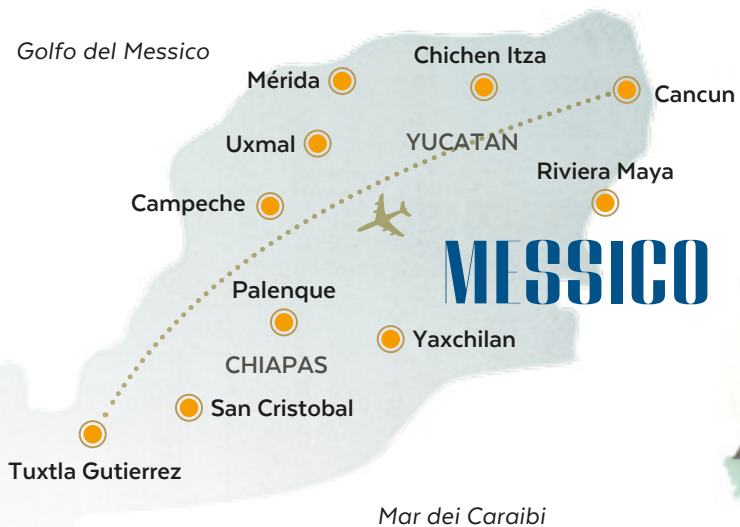 Golfo del Messico
Chichen Itza
Mérida
Cancun
Uxmal
YUCATAN
Riviera Maya
Campeche
MESSICO
Palenque
Yaxchilan
CHIAPAS
San Cristobal
Tuxtla Gutierrez
Mar dei Caraibi